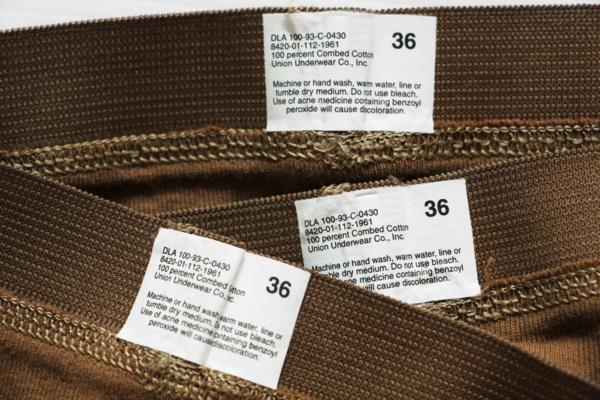 DLA 100-93-C-0430
36
8420-01-112-1961
100 percent Combed Cotton
Union Underwear Co., Inc.
Machine or hand wash, warm water, line or
tumble dry medium. Do not use bleach.
Use of acne medicine containing benzoyl
peroxide will cause discoloration.
DLA 100-93-C-0430
36
8420-01-112-1961
100 percent Combed Cotton
Union Underwear Co., Inc.
Machine or hand wash, warm water, line or
tumble dry medium. Do not use bleach.
acne medicine containing benzoyl
will cause discoloration.
DLA 100-93-C-0430
36
8420-01-112-1961
100 percent Combed Cotton
Union Underwear Co., Inc.
Machine or hand wash, warm water, line or
tumble dry medium. Do not use bleach.
Use of acne medicine containing benzoyl
peroxide will cause discoloration.